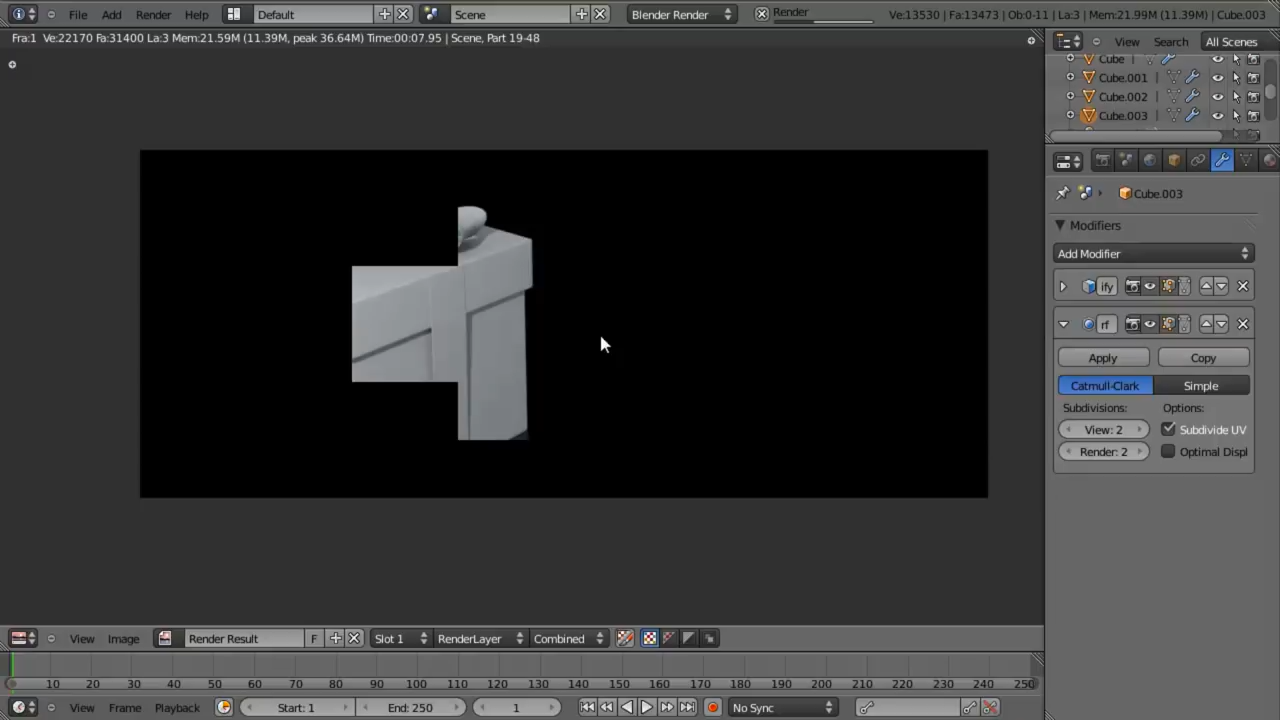 File Add Render Help Default Scene Blender Render Render Ve:13530 | Fa:13473 | Ob:0-11 | La:3 | Mem:21.99M (11.39M) | Cube.003
Fra:1 Ve:22170 Fa:31400 La:3 Mem:21.59M (11.39M, peak 36.64M) Time:00:07.95 | Scene, Part 19-48
View Search All Scenes
Cube
Cube.001
Cube.002
Cube.003
Cube.003
Modifiers
Add Modifier
ify
rf
Apply Copy
Catmull-Clark Simple
Subdivisions: Options:
View: 2 Subdivide UV
Render: 2 Optimal Displ
View Image Render Result F Slot 1 RenderLayer Combined
10 20 30 40 50 60 70 80 90 100 110 120 130 140 150 160 170 180 190 200 210 220 230 240 250
View Frame Playback Start: 1 End: 250 1 No Sync